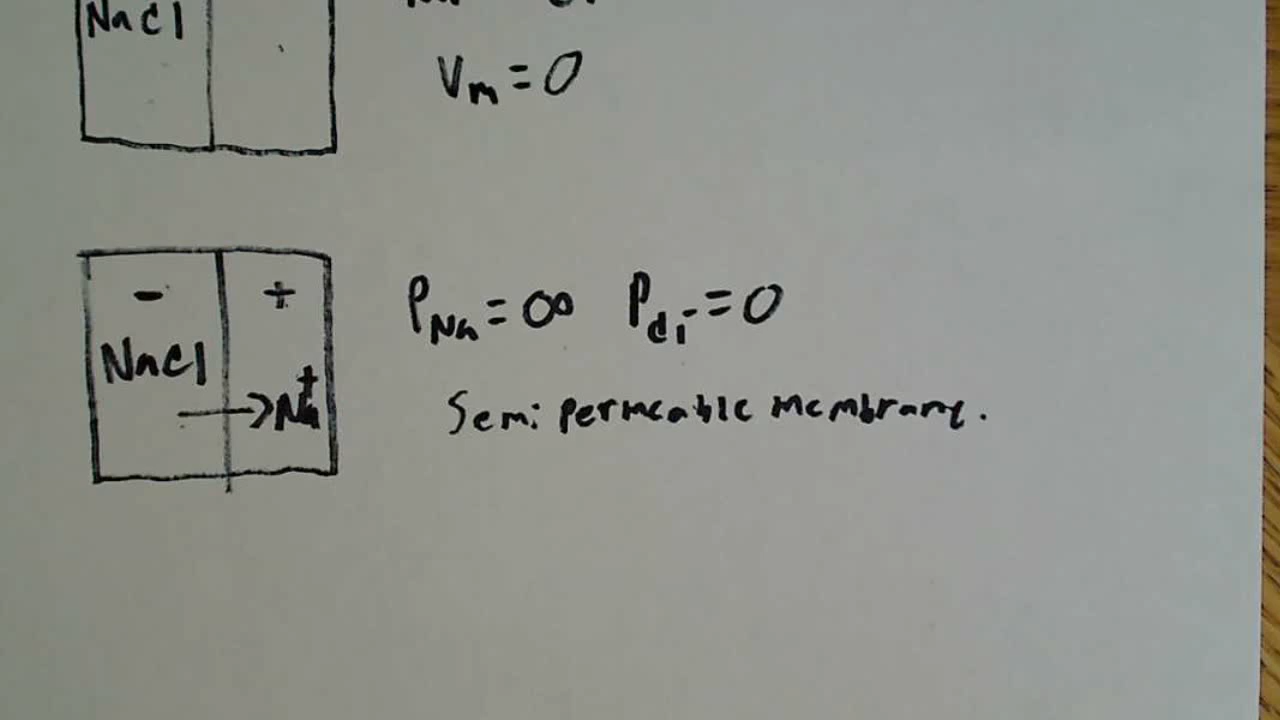 NaCl
Vm = 0
- +
NaCl
→ Na+
PNa = ∞ PCl- = 0
Semi permeable membrane.